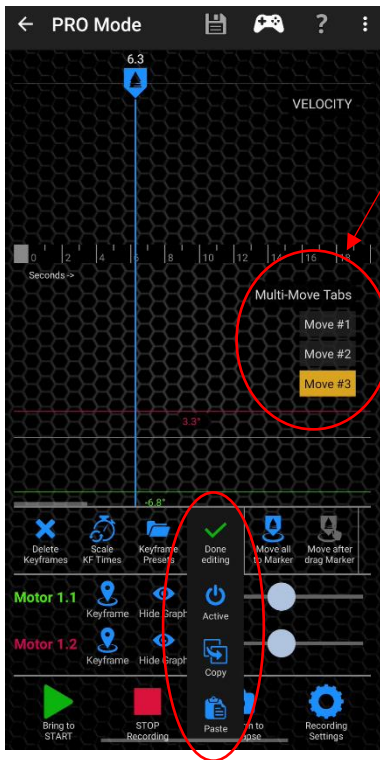 PRO Mode
?
6.3
VELOCITY
0 2 4 6 8 10 12 14 16 18
Seconds->
Multi-Move Tabs
Move #1
Move #2
Move #3
3.3°
-6.8°
Delete
Keyframes
Scale
KF Times
Keyframe
Presets
Done
editing
Move all
to Marker
Move after
drag Marker
Motor 1.1
Keyframe
Hide Graph
Active
Motor 1.2
Keyframe
Hide Graph
Copy
Bring to
START
STOP
Recording
Paste
Recording
Settings